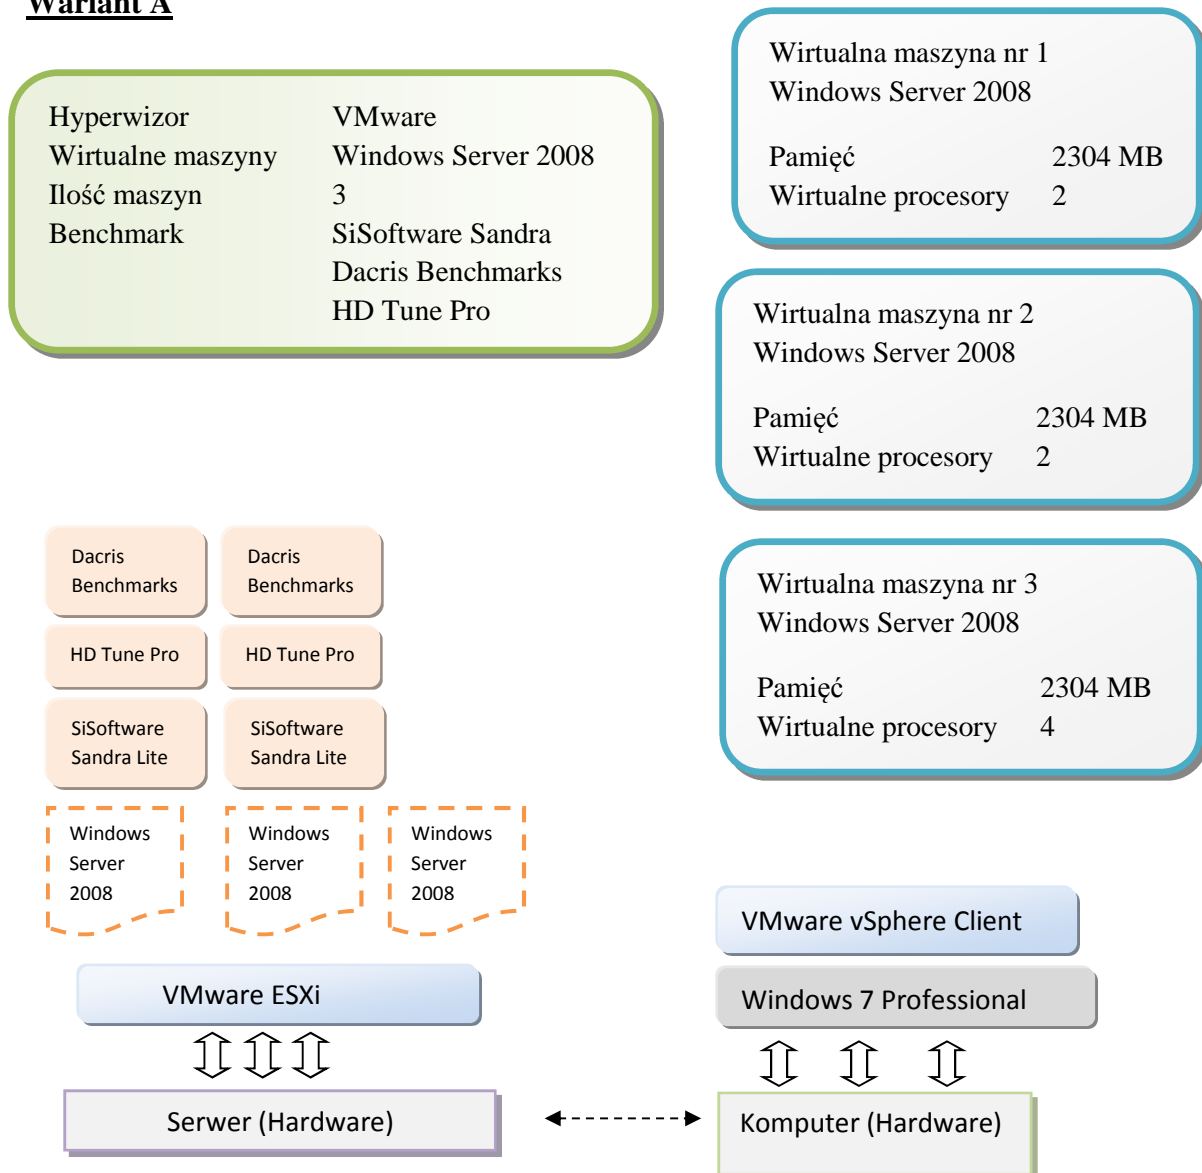 Wariant A
Hyperwizor VMware
Wirtualne maszyny Windows Server 2008
Ilość maszyn 3
Benchmark SiSoftware Sandra
Dacris Benchmarks
HD Tune Pro
Wirtualna maszyna nr 1
Windows Server 2008
Pamięć 2304 MB
Wirtualne procesory 2
Wirtualna maszyna nr 2
Windows Server 2008
Pamięć 2304 MB
Wirtualne procesory 2
Wirtualna maszyna nr 3
Windows Server 2008
Pamięć 2304 MB
Wirtualne procesory 4
Dacris
Benchmarks
Dacris
Benchmarks
HD Tune Pro
HD Tune Pro
SiSoftware
Sandra Lite
SiSoftware
Sandra Lite
Windows
Server
2008
Windows
Server
2008
Windows
Server
2008
VMware ESXi
Serwer (Hardware)
VMware vSphere Client
Windows 7 Professional
Komputer (Hardware)